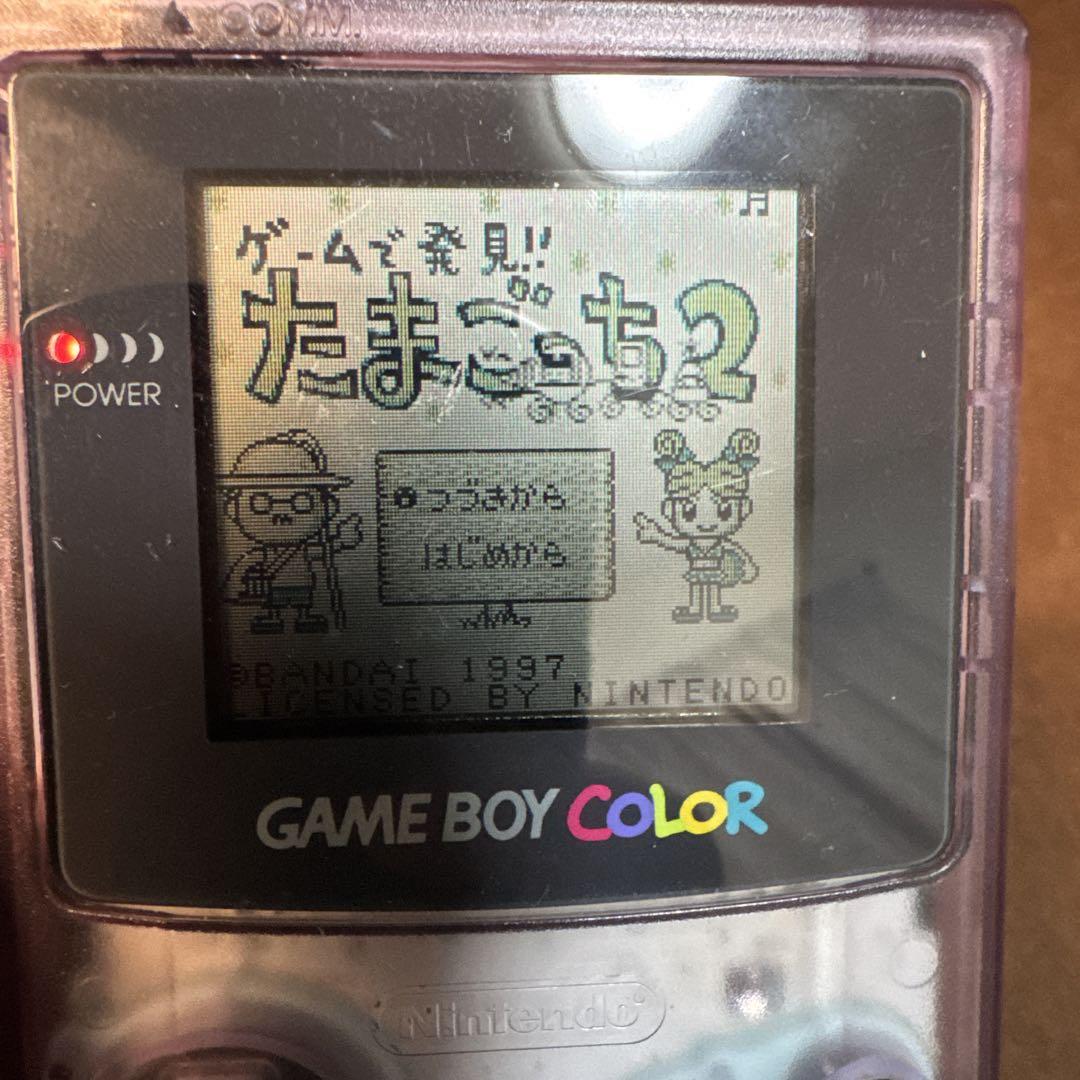 COMM.
ゲームで発見!!
たまごっち2
POWER
つづきから
はじめから
©BANDAI 1997
LICENSED BY NINTENDO
GAME BOY COLOR
Nintendo